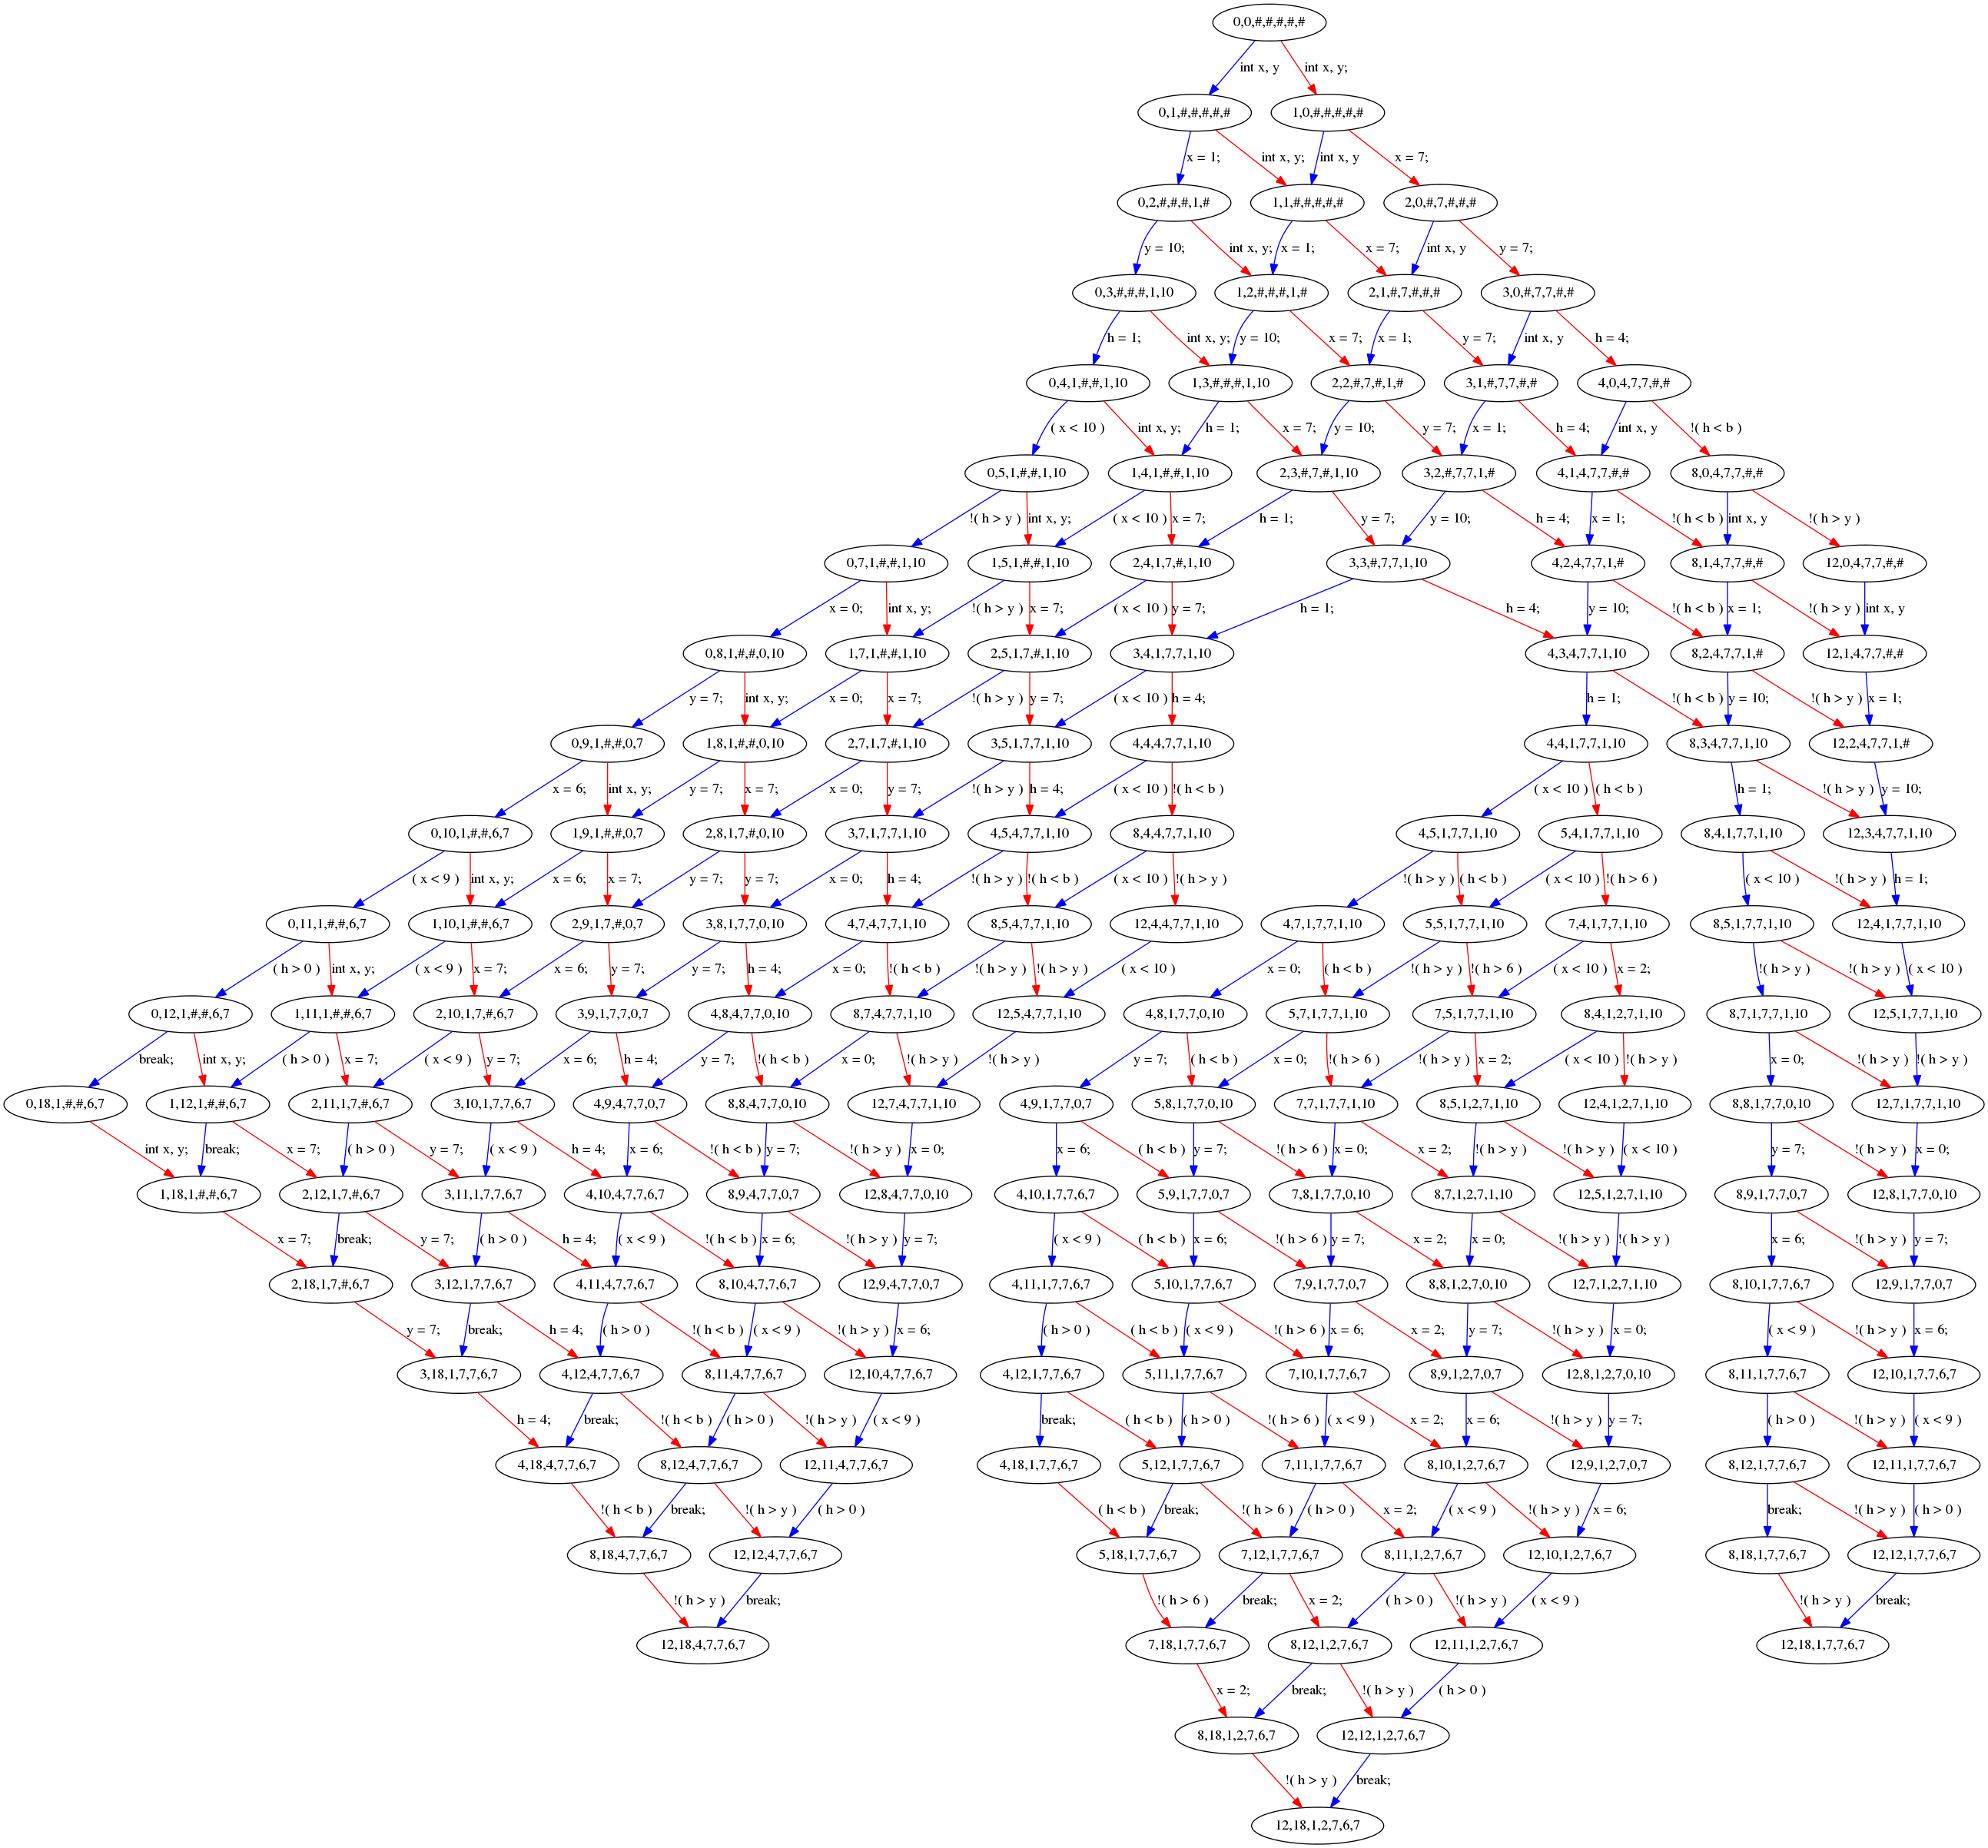 0,0,#,#,#,#,#
int x, y int x, y;
0,1,#,#,#,#,# 1,0,#,#,#,#,#
x = 1; int x, y; int x, y x = 7;
0,2,#,#,#,1,# 1,1,#,#,#,#,# 2,0,#,7,#,#,#
y = 10; int x, y; x = 1; x = 7; int x, y y = 7;
0,3,#,#,#,1,10 1,2,#,#,#,1,# 2,1,#,7,#,#,# 3,0,#,7,7,#,#
h = 1; int x, y; y = 10; x = 7; x = 1; y = 7; int x, y h = 4;
0,4,1,#,#,1,10 1,3,#,#,#,1,10 2,2,#,7,#,1,# 3,1,#,7,7,#,# 4,0,4,7,7,#,#
( x < 10 ) int x, y; h = 1; x = 7; y = 10; y = 7; x = 1; h = 4; int x, y !( h < b )
0,5,1,#,#,1,10 1,4,1,#,#,1,10 2,3,#,7,#,1,10 3,2,#,7,7,1,# 4,1,4,7,7,#,# 8,0,4,7,7,#,#
!( h > y ) int x, y; ( x < 10 ) x = 7; h = 1; y = 7; y = 10; h = 4; x = 1; !( h < b ) int x, y !( h > y )
0,7,1,#,#,1,10 1,5,1,#,#,1,10 2,4,1,7,#,1,10 3,3,#,7,7,1,10 4,2,4,7,7,1,# 8,1,4,7,7,#,# 12,0,4,7,7,#,#
x = 0; int x, y; !( h > y ) x = 7; ( x < 10 ) y = 7; h = 1; h = 4; y = 10; !( h < b ) x = 1; !( h > y ) int x, y
0,8,1,#,#,0,10 1,7,1,#,#,1,10 2,5,1,7,#,1,10 3,4,1,7,7,1,10 4,3,4,7,7,1,10 8,2,4,7,7,1,# 12,1,4,7,7,#,#
y = 7; int x, y; x = 0; x = 7; !( h > y ) y = 7; ( x < 10 ) h = 4; h = 1; !( h < b ) y = 10; !( h > y ) x = 1;
0,9,1,#,#,0,7 1,8,1,#,#,0,10 2,7,1,7,#,1,10 3,5,1,7,7,1,10 4,4,4,7,7,1,10 4,4,1,7,7,1,10 8,3,4,7,7,1,10 12,2,4,7,7,1,#
x = 6; int x, y; y = 7; x = 7; x = 0; y = 7; !( h > y ) h = 4; ( x < 10 ) !( h < b ) ( x < 10 ) ( h < b ) h = 1; !( h > y ) y = 10;
0,10,1,#,#,6,7 1,9,1,#,#,0,7 2,8,1,7,#,0,10 3,7,1,7,7,1,10 4,5,4,7,7,1,10 8,4,4,7,7,1,10 4,5,1,7,7,1,10 5,4,1,7,7,1,10 8,4,1,7,7,1,10 12,3,4,7,7,1,10
( x < 9 ) int x, y; x = 6; x = 7; y = 7; y = 7; x = 0; h = 4; !( h > y ) !( h < b ) ( x < 10 ) !( h > y ) !( h > y ) ( h < b ) ( x < 10 ) !( h > 6 ) ( x < 10 ) !( h > y ) h = 1;
0,11,1,#,#,6,7 1,10,1,#,#,6,7 2,9,1,7,#,0,7 3,8,1,7,7,0,10 4,7,4,7,7,1,10 8,5,4,7,7,1,10 12,4,4,7,7,1,10 4,7,1,7,7,1,10 5,5,1,7,7,1,10 7,4,1,7,7,1,10 8,5,1,7,7,1,10 12,4,1,7,7,1,10
( h > 0 ) int x, y; ( x < 9 ) x = 7; x = 6; y = 7; y = 7; h = 4; x = 0; !( h < b ) !( h > y ) !( h > y ) ( x < 10 ) x = 0; ( h < b ) !( h > y ) !( h > 6 ) ( x < 10 ) x = 2; !( h > y ) !( h > y ) ( x < 10 )
0,12,1,#,#,6,7 1,11,1,#,#,6,7 2,10,1,7,#,6,7 3,9,1,7,7,0,7 4,8,4,7,7,0,10 8,7,4,7,7,1,10 12,5,4,7,7,1,10 4,8,1,7,7,0,10 5,7,1,7,7,1,10 7,5,1,7,7,1,10 8,4,1,2,7,1,10 8,7,1,7,7,1,10 12,5,1,7,7,1,10
break; int x, y; ( h > 0 ) x = 7; ( x < 9 ) y = 7; x = 6; h = 4; y = 7; !( h < b ) x = 0; !( h > y ) !( h > y ) y = 7; ( h < b ) x = 0; !( h > 6 ) !( h > y ) x = 2; ( x < 10 ) !( h > y ) x = 0; !( h > y ) !( h > y )
0,18,1,#,#,6,7 1,12,1,#,#,6,7 2,11,1,7,#,6,7 3,10,1,7,7,6,7 4,9,4,7,7,0,7 8,8,4,7,7,0,10 12,7,4,7,7,1,10 4,9,1,7,7,0,7 5,8,1,7,7,0,10 7,7,1,7,7,1,10 8,5,1,2,7,1,10 12,4,1,2,7,1,10 8,8,1,7,7,0,10 12,7,1,7,7,1,10
int x, y; break; x = 7; ( h > 0 ) y = 7; ( x < 9 ) h = 4; x = 6; !( h < b ) y = 7; !( h > y ) x = 0; x = 6; ( h < b ) y = 7; !( h > 6 ) x = 0; x = 2; !( h > y ) !( h > y ) ( x < 10 ) y = 7; !( h > y ) x = 0;
1,18,1,#,#,6,7 2,12,1,7,#,6,7 3,11,1,7,7,6,7 4,10,4,7,7,6,7 8,9,4,7,7,0,7 12,8,4,7,7,0,10 4,10,1,7,7,6,7 5,9,1,7,7,0,7 7,8,1,7,7,0,10 8,7,1,2,7,1,10 12,5,1,2,7,1,10 8,9,1,7,7,0,7 12,8,1,7,7,0,10
x = 7; break; y = 7; ( h > 0 ) h = 4; ( x < 9 ) !( h < b ) x = 6; !( h > y ) y = 7; ( x < 9 ) ( h < b ) x = 6; !( h > 6 ) y = 7; x = 2; x = 0; !( h > y ) !( h > y ) x = 6; !( h > y ) y = 7;
2,18,1,7,#,6,7 3,12,1,7,7,6,7 4,11,4,7,7,6,7 8,10,4,7,7,6,7 12,9,4,7,7,0,7 4,11,1,7,7,6,7 5,10,1,7,7,6,7 7,9,1,7,7,0,7 8,8,1,2,7,0,10 12,7,1,2,7,1,10 8,10,1,7,7,6,7 12,9,1,7,7,0,7
y = 7; break; h = 4; ( h > 0 ) !( h < b ) ( x < 9 ) !( h > y ) x = 6; ( h > 0 ) ( h < b ) ( x < 9 ) !( h > 6 ) x = 6; x = 2; y = 7; !( h > y ) x = 0; ( x < 9 ) !( h > y ) x = 6;
3,18,1,7,7,6,7 4,12,4,7,7,6,7 8,11,4,7,7,6,7 12,10,4,7,7,6,7 4,12,1,7,7,6,7 5,11,1,7,7,6,7 7,10,1,7,7,6,7 8,9,1,2,7,0,7 12,8,1,2,7,0,10 8,11,1,7,7,6,7 12,10,1,7,7,6,7
h = 4; break; !( h < b ) ( h > 0 ) !( h > y ) ( x < 9 ) break; ( h < b ) ( h > 0 ) !( h > 6 ) ( x < 9 ) x = 2; x = 6; !( h > y ) y = 7; ( h > 0 ) !( h > y ) ( x < 9 )
4,18,4,7,7,6,7 8,12,4,7,7,6,7 12,11,4,7,7,6,7 4,18,1,7,7,6,7 5,12,1,7,7,6,7 7,11,1,7,7,6,7 8,10,1,2,7,6,7 12,9,1,2,7,0,7 8,12,1,7,7,6,7 12,11,1,7,7,6,7
!( h < b ) break; !( h > y ) ( h > 0 ) ( h < b ) break; !( h > 6 ) ( h > 0 ) x = 2; ( x < 9 ) !( h > y ) x = 6; break; !( h > y ) ( h > 0 )
8,18,4,7,7,6,7 12,12,4,7,7,6,7 5,18,1,7,7,6,7 7,12,1,7,7,6,7 8,11,1,2,7,6,7 12,10,1,2,7,6,7 8,18,1,7,7,6,7 12,12,1,7,7,6,7
!( h > y ) break; !( h > 6 ) break; x = 2; ( h > 0 ) !( h > y ) ( x < 9 ) !( h > y ) break;
12,18,4,7,7,6,7 7,18,1,7,7,6,7 8,12,1,2,7,6,7 12,11,1,2,7,6,7 12,18,1,7,7,6,7
x = 2; break; !( h > y ) ( h > 0 )
8,18,1,2,7,6,7 12,12,1,2,7,6,7
!( h > y ) break;
12,18,1,2,7,6,7